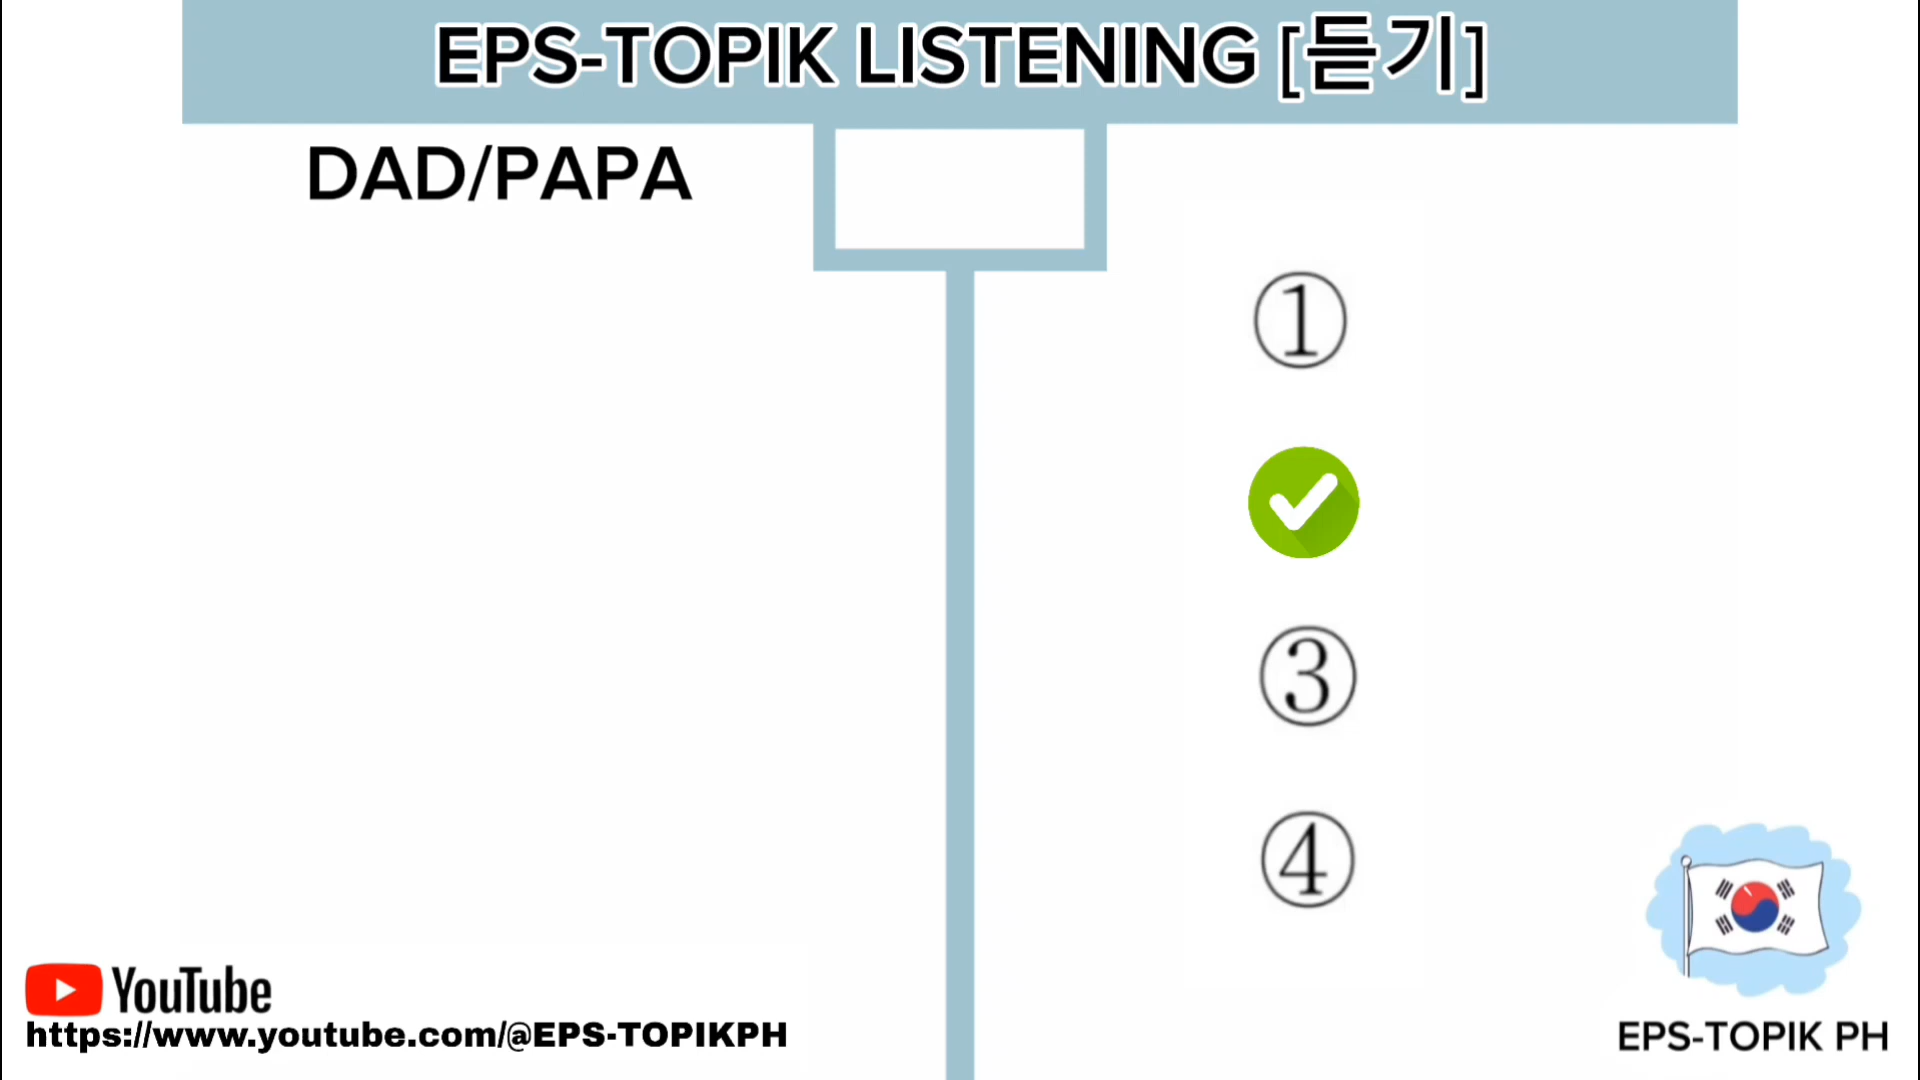 EPS-TOPIK LISTENING [듣기]
DAD/PAPA
①
③
④
YouTube
https://www.youtube.com/@EPS-TOPIKPH
EPS-TOPIK PH